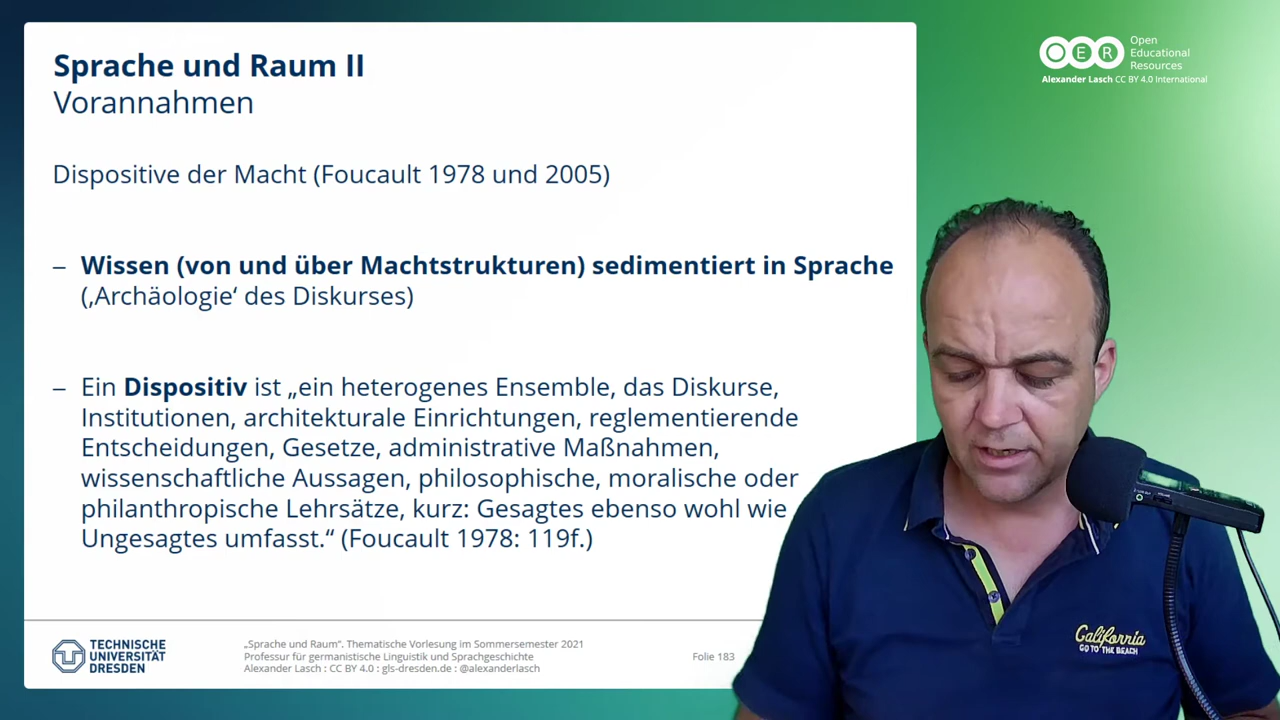 Sprache und Raum II
Vorannahmen
Dispositive der Macht (Foucault 1978 und 2005)
– Wissen (von und über Machtstrukturen) sedimentiert in Sprache
(‚Archäologie‘ des Diskurses)
– Ein Dispositiv ist „ein heterogenes Ensemble, das Diskurse,
Institutionen, architekturale Einrichtungen, reglementierende
Entscheidungen, Gesetze, administrative Maßnahmen,
wissenschaftliche Aussagen, philosophische, moralische oder
philanthropische Lehrsätze, kurz: Gesagtes ebenso wohl wie
Ungesagtes umfasst.“ (Foucault 1978: 119f.)
TECHNISCHE
UNIVERSITÄT
DRESDEN
„Sprache und Raum“. Thematische Vorlesung im Sommersemester 2021
Professur für germanistische Linguistik und Sprachgeschichte
Alexander Lasch : CC BY 4.0 : gls-dresden.de : @alexanderlasch
Folie 183
OER
Open
Educational
Resources
Alexander Lasch CC BY 4.0 International
California
GO TO THE BEACH